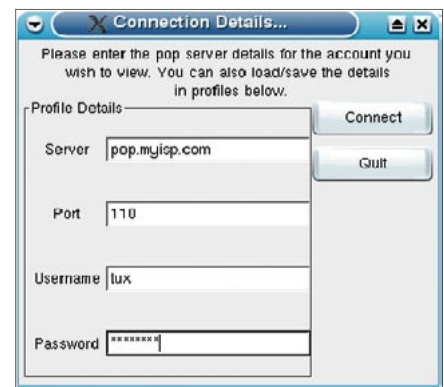 Connection Details...
Please enter the pop server details for the account you
wish to view. You can also load/save the details
in profiles below.
Profile Details
Connect
Server pop.myisp.com
Quit
Port 110
Username lux
Password ********